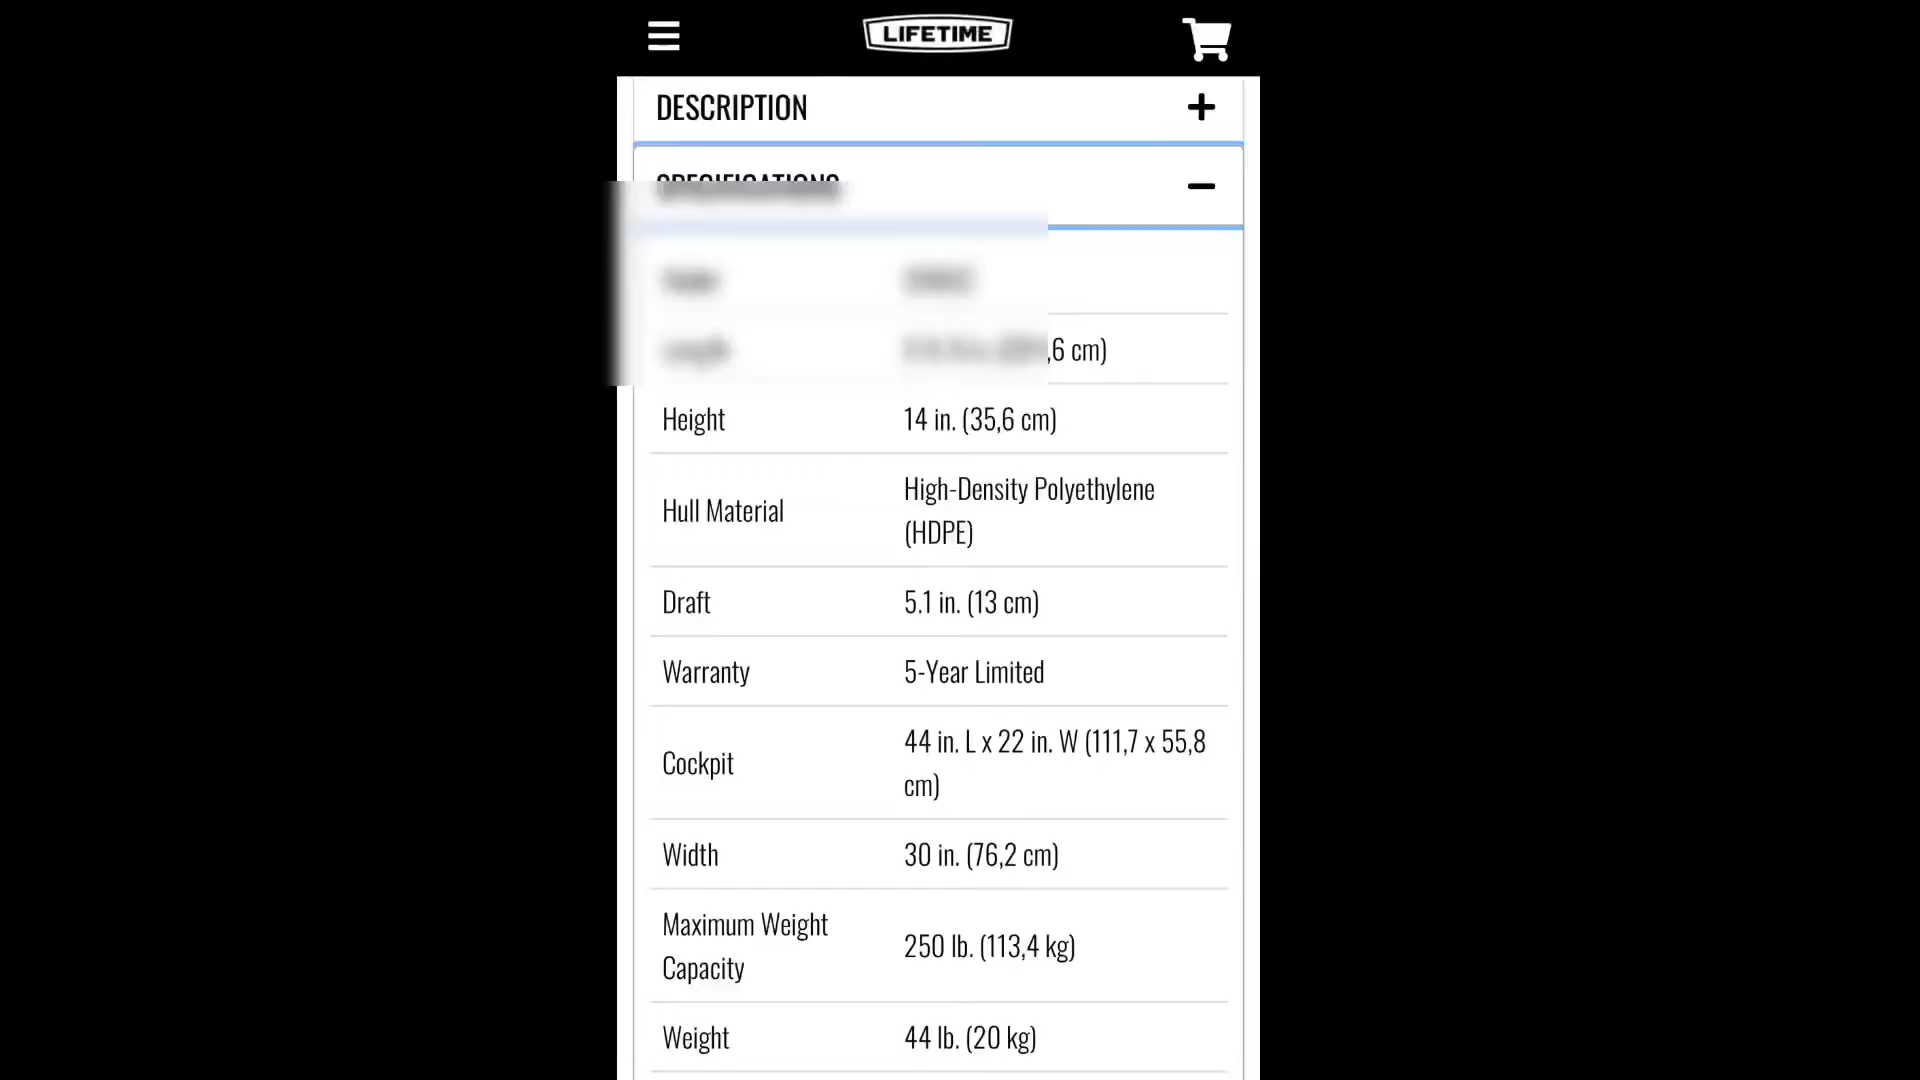 LIFETIME
DESCRIPTION
SPECIFICATIONS
,6 cm)
Height 14 in. (35,6 cm)
Hull Material High-Density Polyethylene
(HDPE)
Draft 5.1 in. (13 cm)
Warranty 5-Year Limited
Cockpit 44 in. L x 22 in. W (111,7 x 55,8
cm)
Width 30 in. (76,2 cm)
Maximum Weight
Capacity 250 lb. (113,4 kg)
Weight 44 lb. (20 kg)